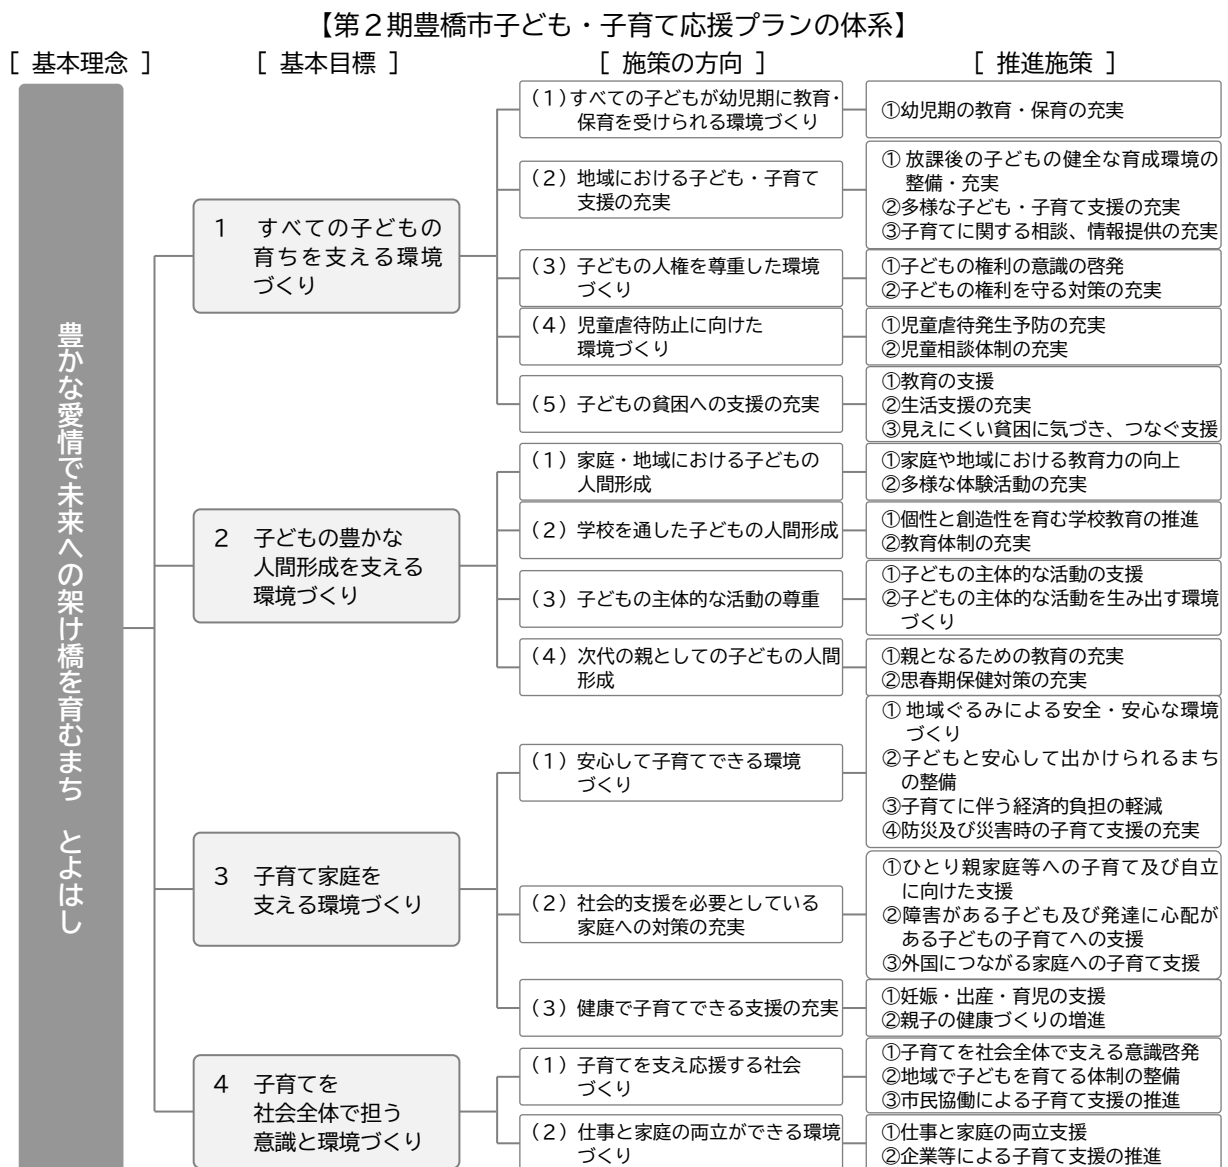 【第２期豊橋市子ども・子育て応援プランの体系】
［ 基本理念 ］
［ 基本目標 ］
［ 施策の方向 ］
［ 推進施策 ］
豊かな愛情で未来への架け橋を育むまち　とよはし
１　すべての子どもの
育ちを支える環境
づくり
（１）すべての子どもが幼児期に教育・
保育を受けられる環境づくり
①幼児期の教育・保育の充実
（２）地域における子ども・子育て
支援の充実
① 放課後の子どもの健全な育成環境の
整備・充実
②多様な子ども・子育て支援の充実
③子育てに関する相談、情報提供の充実
（３）子どもの人権を尊重した環境
づくり
①子どもの権利の意識の啓発
②子どもの権利を守る対策の充実
（４）児童虐待防止に向けた
環境づくり
①児童虐待発生予防の充実
②児童相談体制の充実
（５）子どもの貧困への支援の充実
①教育の支援
②生活支援の充実
③見えにくい貧困に気づき、つなぐ支援
２　子どもの豊かな
人間形成を支える
環境づくり
（１）家庭・地域における子どもの
人間形成
①家庭や地域における教育力の向上
②多様な体験活動の充実
（２）学校を通した子どもの人間形成
①個性と創造性を育む学校教育の推進
②教育体制の充実
（３）子どもの主体的な活動の尊重
①子どもの主体的な活動の支援
②子どもの主体的な活動を生み出す環境
づくり
（４）次代の親としての子どもの人間
形成
①親となるための教育の充実
②思春期保健対策の充実
３　子育て家庭を
支える環境づくり
（１）安心して子育てできる環境
づくり
① 地域ぐるみによる安全・安心な環境
づくり
②子どもと安心して出かけられるまち
の整備
③子育てに伴う経済的負担の軽減
④防災及び災害時の子育て支援の充実
（２）社会的支援を必要としている
家庭への対策の充実
①ひとり親家庭等への子育て及び自立
に向けた支援
②障害がある子ども及び発達に心配が
ある子どもの子育てへの支援
③外国につながる家庭への子育て支援
（３）健康で子育てできる支援の充実
①妊娠・出産・育児の支援
②親子の健康づくりの増進
４　子育てを
社会全体で担う
意識と環境づくり
（１）子育てを支え応援する社会
づくり
①子育てを社会全体で支える意識啓発
②地域で子どもを育てる体制の整備
③市民協働による子育て支援の推進
（２）仕事と家庭の両立ができる環境
づくり
①仕事と家庭の両立支援
②企業等による子育て支援の推進